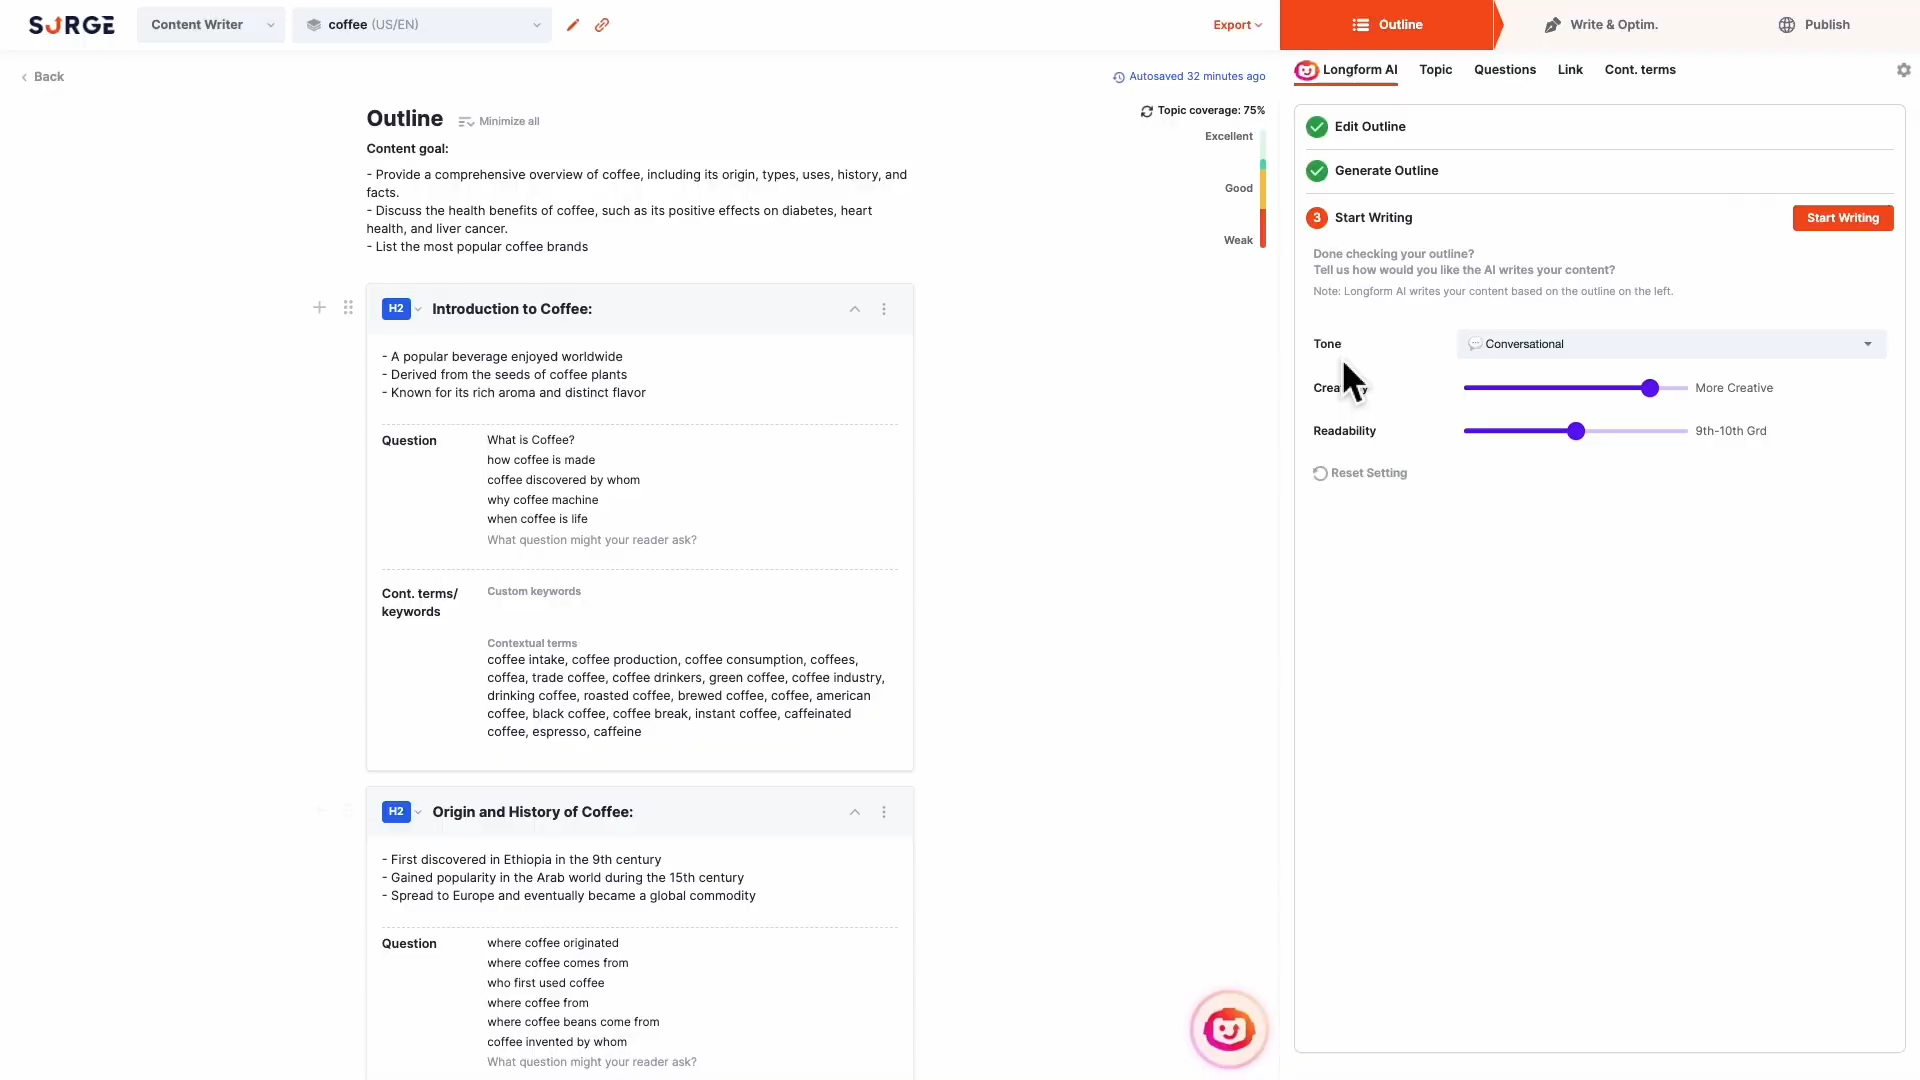 SURGE
Content Writer
coffee (US/EN)
Export
Outline
Write & Optim.
Publish
Back
Autosaved 32 minutes ago
Longform AI
Topic
Questions
Link
Cont. terms
Outline
Minimize all
Topic coverage: 75%
Excellent
Good
Weak
Content goal:
- Provide a comprehensive overview of coffee, including its origin, types, uses, history, and
facts.
- Discuss the health benefits of coffee, such as its positive effects on diabetes, heart
health, and liver cancer.
- List the most popular coffee brands
H2
Introduction to Coffee:
- A popular beverage enjoyed worldwide
- Derived from the seeds of coffee plants
- Known for its rich aroma and distinct flavor
Question
What is Coffee?
how coffee is made
coffee discovered by whom
why coffee machine
when coffee is life
What question might your reader ask?
Cont. terms/
keywords
Custom keywords
Contextual terms
coffee intake, coffee production, coffee consumption, coffees,
coffea, trade coffee, coffee drinkers, green coffee, coffee industry,
drinking coffee, roasted coffee, brewed coffee, coffee, american
coffee, black coffee, coffee break, instant coffee, caffeinated
coffee, espresso, caffeine
H2
Origin and History of Coffee:
- First discovered in Ethiopia in the 9th century
- Gained popularity in the Arab world during the 15th century
- Spread to Europe and eventually became a global commodity
Question
where coffee originated
where coffee comes from
who first used coffee
where coffee from
where coffee beans come from
coffee invented by whom
What question might your reader ask?
Edit Outline
Generate Outline
3
Start Writing
Start Writing
Done checking your outline?
Tell us how would you like the AI writes your content?
Note: Longform AI writes your content based on the outline on the left.
Tone
Conversational
More Creative
Readability
9th-10th Grd
Reset Setting